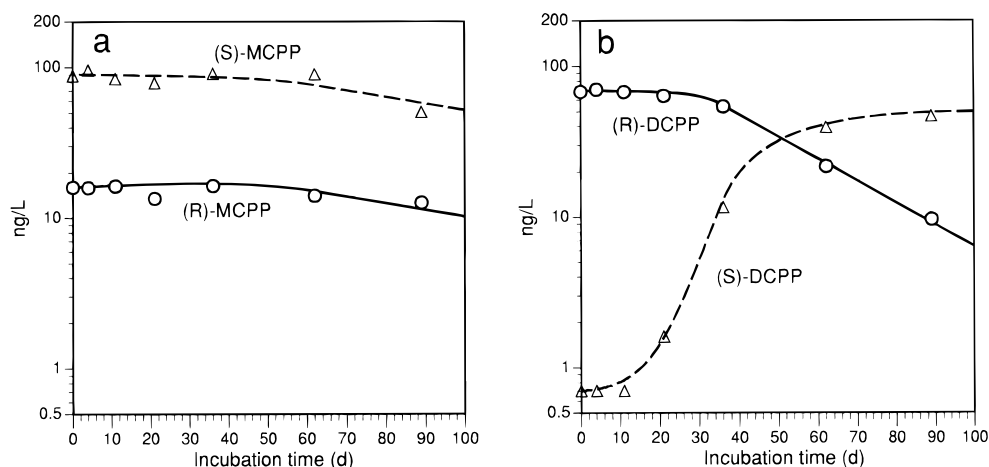 a
200
100
10
1
0.5
ng/L
(S)-MCPP
(R)-MCPP
0 10 20 30 40 50 60 70 80 90 100
Incubation time (d)
b
200
100
10
1
0.5
ng/L
(R)-DCPP
(S)-DCPP
0 10 20 30 40 50 60 70 80 90 100
Incubation time (d)